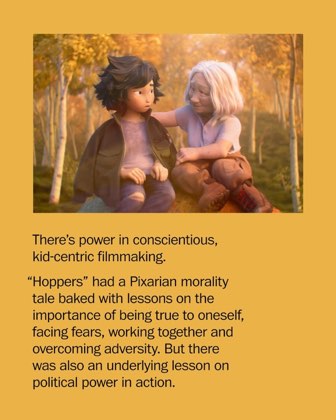 There's power in conscientious,
kid-centric filmmaking.
“Hoppers” had a Pixarian morality
tale baked with lessons on the
importance of being true to oneself,
facing fears, working together and
overcoming adversity. But there
was also an underlying lesson on
political power in action.